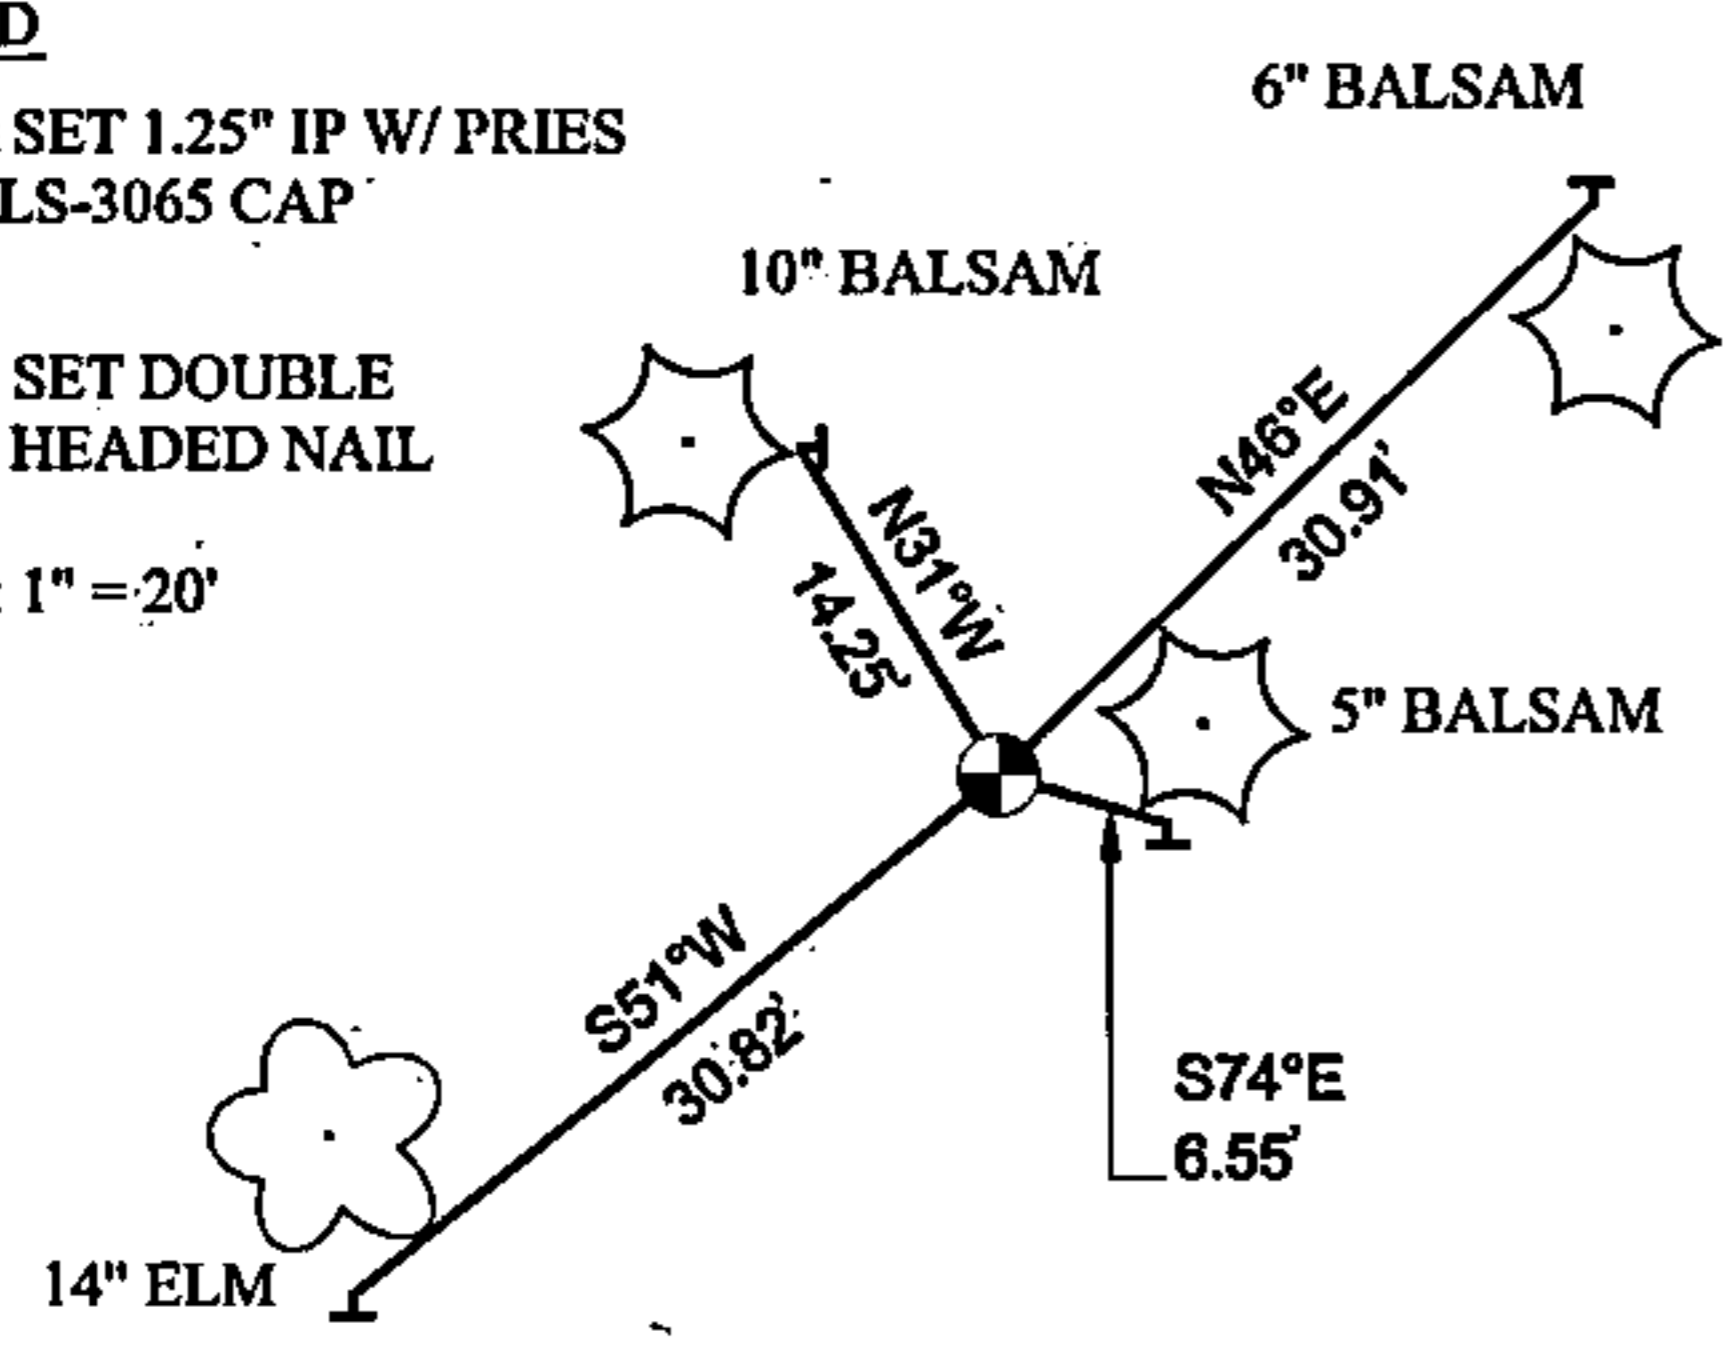 D
SET 1.25" IP W/ PRIES
LS-3065 CAP
SET DOUBLE
HEADED NAIL
1" = 20'
6" BALSAM
10" BALSAM
N46°E
30.91'
N31°W
14.25'
5" BALSAM
S51°W
30.82'
S74°E
6.55'
14" ELM